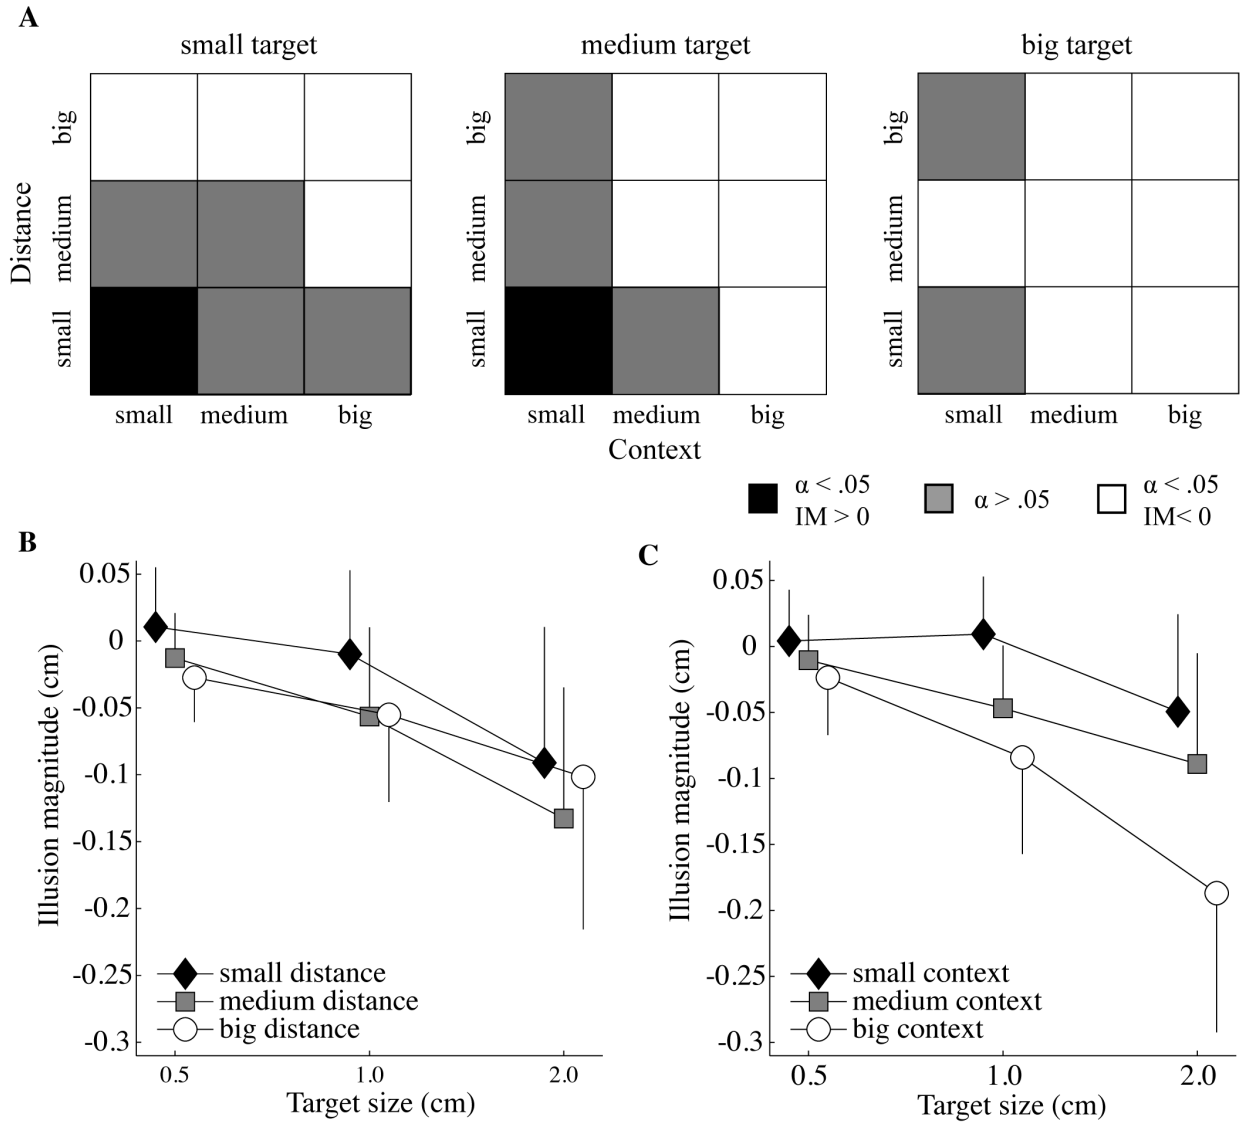 A
small target
medium target
big target
Distance
big
medium
small
big
medium
small
big
medium
small
small medium big
small medium big
small medium big
Context
α < .05
IM > 0
α > .05
α < .05
IM< 0
B
Illusion magnitude (cm)
0.05
0
-0.05
-0.1
-0.15
-0.2
-0.25
-0.3
small distance
medium distance
big distance
0.5 1.0 2.0
Target size (cm)
C
Illusion magnitude (cm)
0.05
0
-0.05
-0.1
-0.15
-0.2
-0.25
-0.3
small context
medium context
big context
0.5 1.0 2.0
Target size (cm)